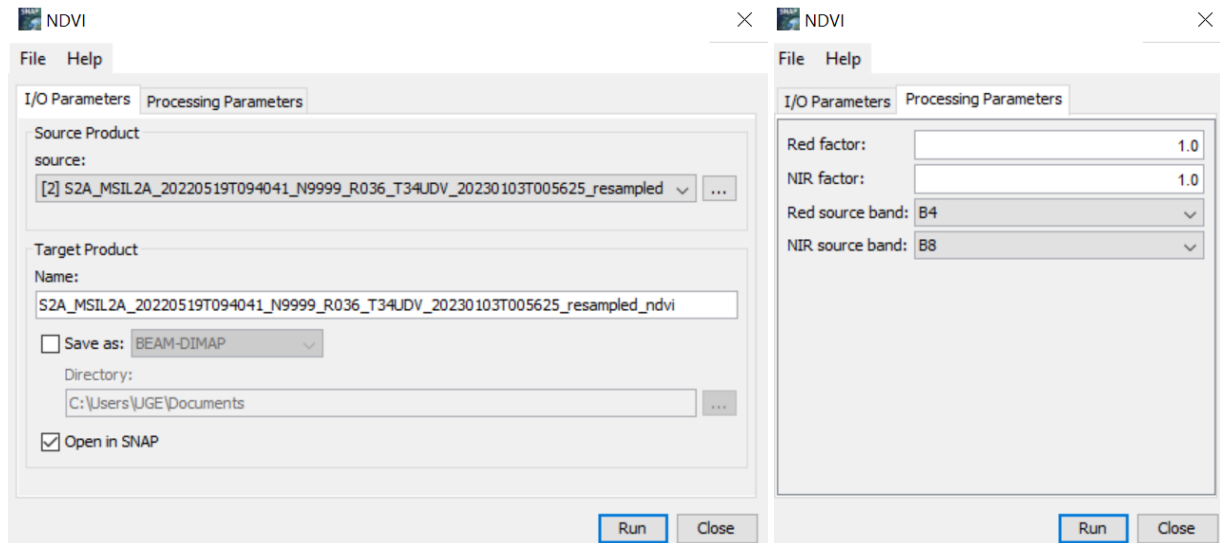 NDVI
File Help
I/O Parameters Processing Parameters
Source Product
source:
[2] S2A_MSIL2A_20220519T094041_N9999_R036_T34UDV_20230103T005625_resampled ...
Target Product
Name:
S2A_MSIL2A_20220519T094041_N9999_R036_T34UDV_20230103T005625_resampled_ndvi
Save as: BEAM-DIMAP
Directory:
C:\Users\UGE\Documents ...
Open in SNAP
Run Close
NDVI
File Help
I/O Parameters Processing Parameters
Red factor: 1.0
NIR factor: 1.0
Red source band: B4
NIR source band: B8
Run Close